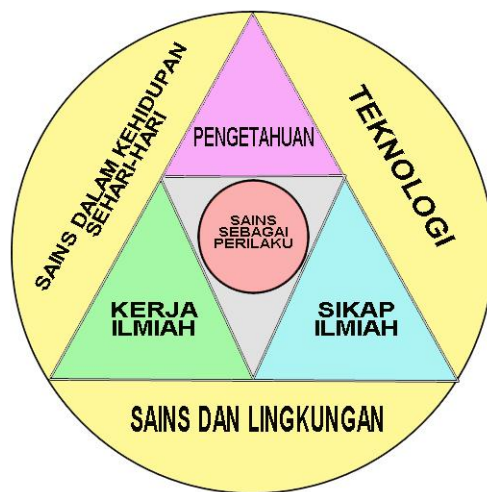 SAINS DALAM KEHIDUPAN
SEHARI-HARI
TEKNOLOGI
PENGETAHUAN
SAINS
SEBAGAI
PERILAKU
KERJA
ILMIAH
SIKAP
ILMIAH
SAINS DAN LINGKUNGAN